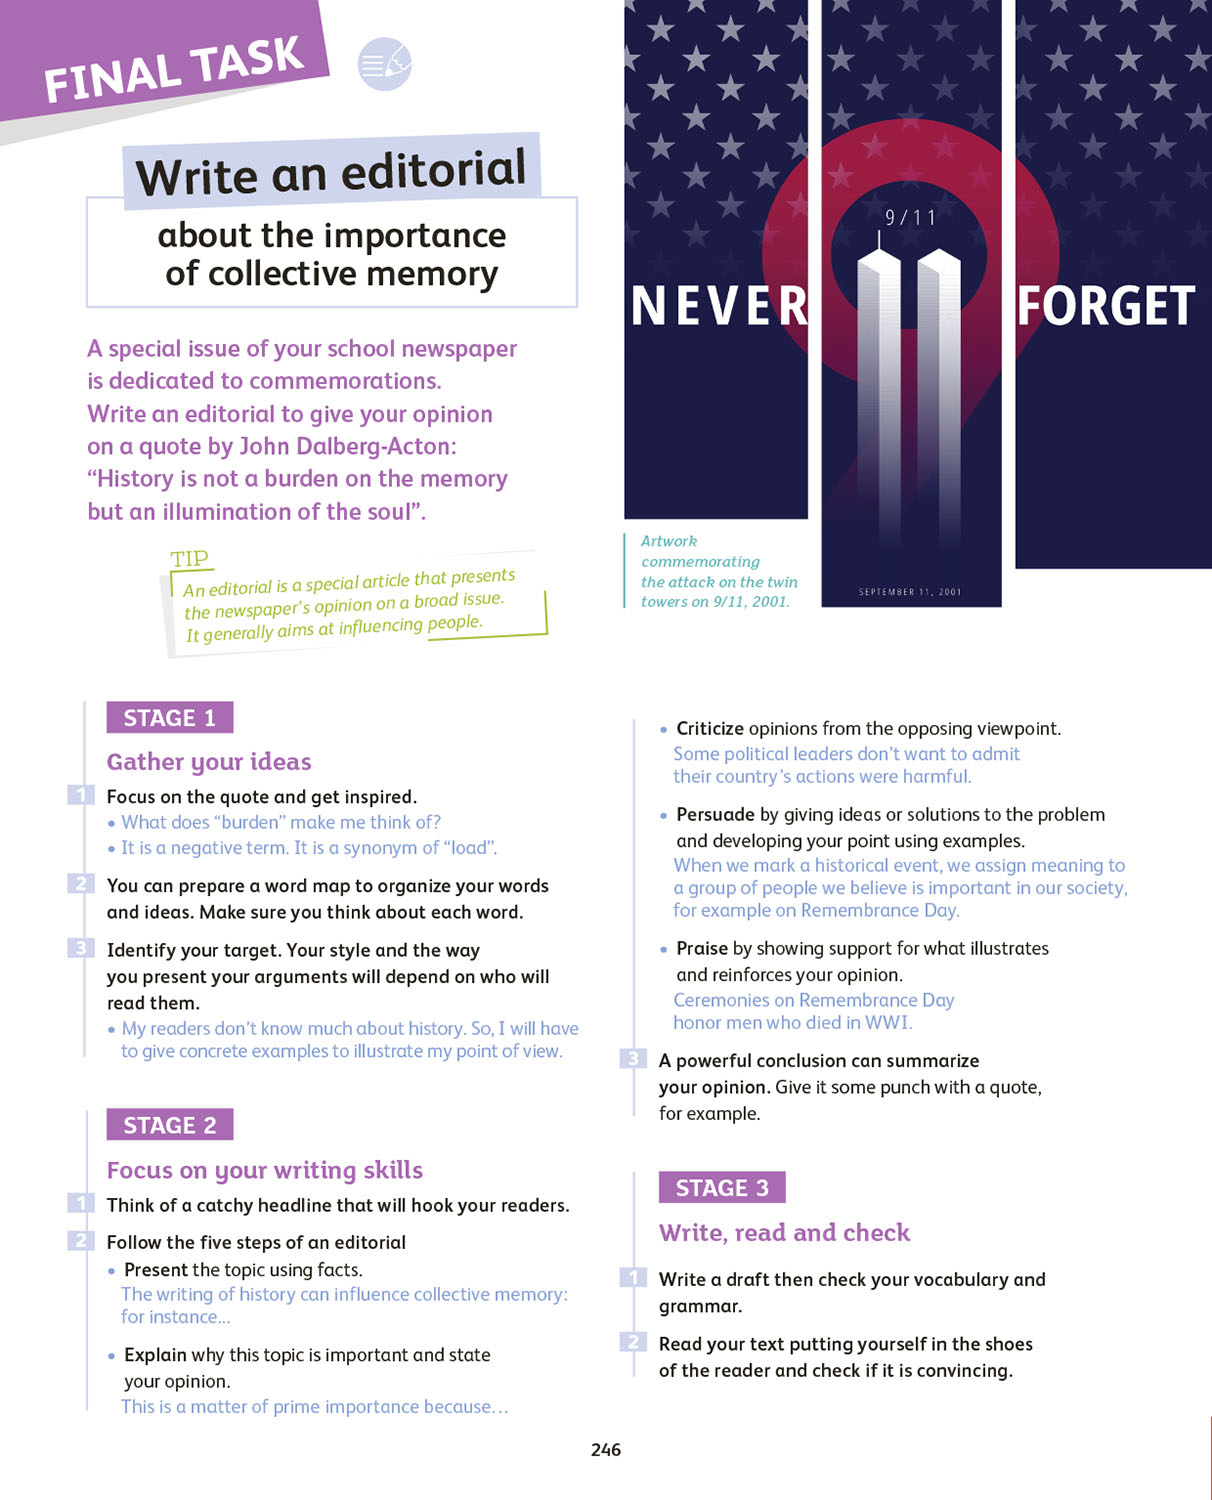 FINAL TASK
Write an editorial
about the importance
of collective memory
A special issue of your school newspaper
is dedicated to commemorations.
Write an editorial to give your opinion
on a quote by John Dalberg-Acton:
“History is not a burden on the memory
but an illumination of the soul”.
TIP
An editorial is a special article that presents
the newspaper’s opinion on a broad issue.
It generally aims at influencing people.
9/11
NEVER FORGET
SEPTEMBER 11, 2001
Artwork
commemorating
the attack on the twin
towers on 9/11, 2001.
STAGE 1
Gather your ideas
1 Focus on the quote and get inspired.
• What does “burden” make me think of?
• It is a negative term. It is a synonym of “load”.
2 You can prepare a word map to organize your words
and ideas. Make sure you think about each word.
3 Identify your target. Your style and the way
you present your arguments will depend on who will
read them.
• My readers don’t know much about history. So, I will have
to give concrete examples to illustrate my point of view.
STAGE 2
Focus on your writing skills
1 Think of a catchy headline that will hook your readers.
2 Follow the five steps of an editorial
• Present the topic using facts.
The writing of history can influence collective memory:
for instance...
• Explain why this topic is important and state
your opinion.
This is a matter of prime importance because…
• Criticize opinions from the opposing viewpoint.
Some political leaders don’t want to admit
their country’s actions were harmful.
• Persuade by giving ideas or solutions to the problem
and developing your point using examples.
When we mark a historical event, we assign meaning to
a group of people we believe is important in our society,
for example on Remembrance Day.
• Praise by showing support for what illustrates
and reinforces your opinion.
Ceremonies on Remembrance Day
honor men who died in WWI.
3 A powerful conclusion can summarize
your opinion. Give it some punch with a quote,
for example.
STAGE 3
Write, read and check
1 Write a draft then check your vocabulary and
grammar.
2 Read your text putting yourself in the shoes
of the reader and check if it is convincing.
246